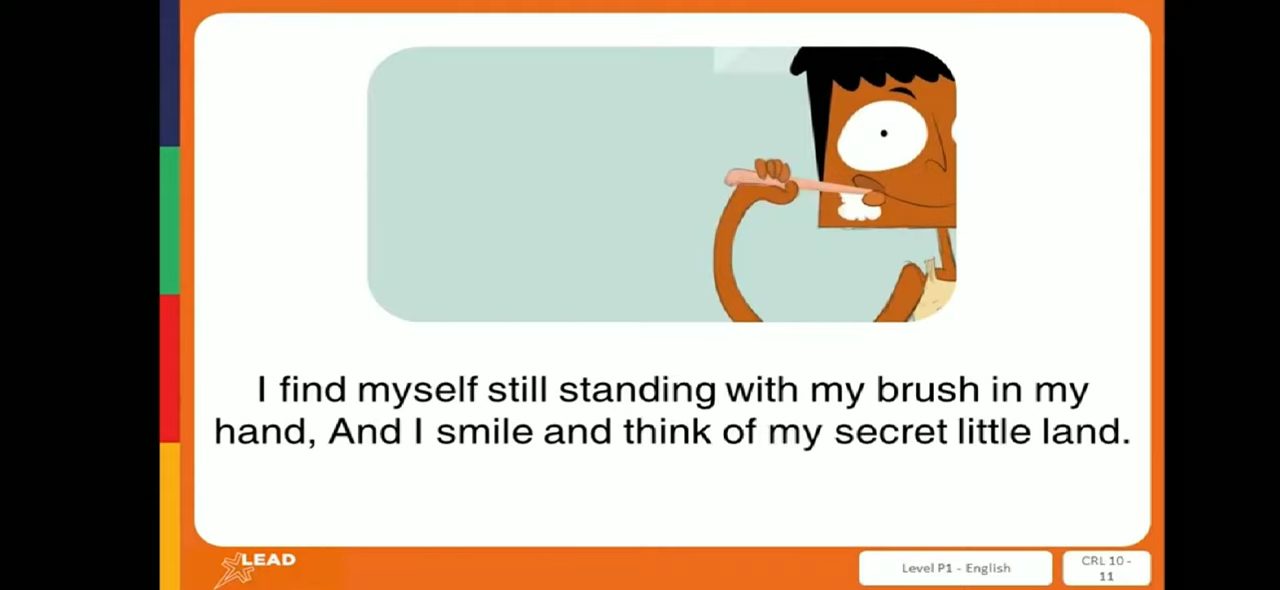 I find myself still standing with my brush in my
hand, And I smile and think of my secret little land.
LEAD
Level P1 - English
CRL 10 -
11